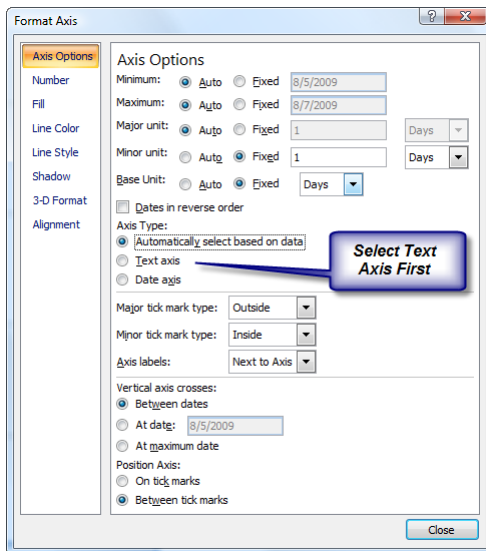 Format Axis
Axis Options
Number
Fill
Line Color
Line Style
Shadow
3-D Format
Alignment
Axis Options
Minimum: Auto Fixed 8/5/2009
Maximum: Auto Fixed 8/7/2009
Major unit: Auto Fixed 1 Days
Minor unit: Auto Fixed 1 Days
Base Unit: Auto Fixed Days
Dates in reverse order
Axis Type:
Automatically select based on data
Text axis
Date axis
Select Text
Axis First
Major tick mark type: Outside
Minor tick mark type: Inside
Axis labels: Next to Axis
Vertical axis crosses:
Between dates
At date: 8/5/2009
At maximum date
Position Axis:
On tick marks
Between tick marks
Close